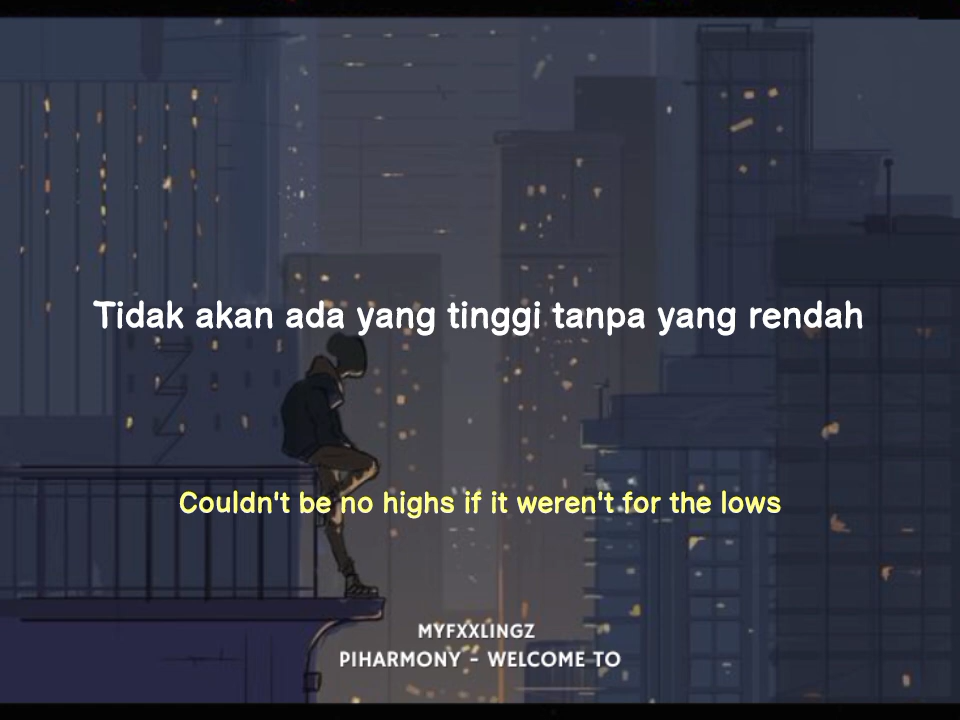 Tidak akan ada yang tinggi tanpa yang rendah
Couldn't be no highs if it weren't for the lows
MYFXXLINGZ
PIHARMONY - WELCOME TO